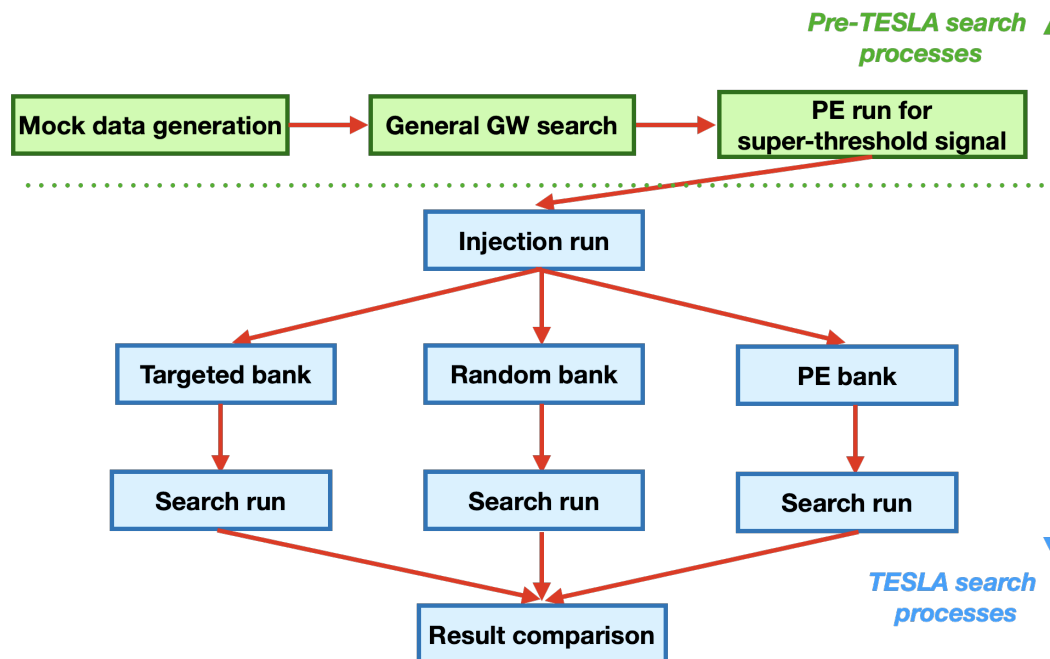 Pre-TESLA search
processes
Mock data generation
General GW search
PE run for
super-threshold signal
Injection run
Targeted bank
Random bank
PE bank
Search run
Search run
Search run
TESLA search
processes
Result comparison